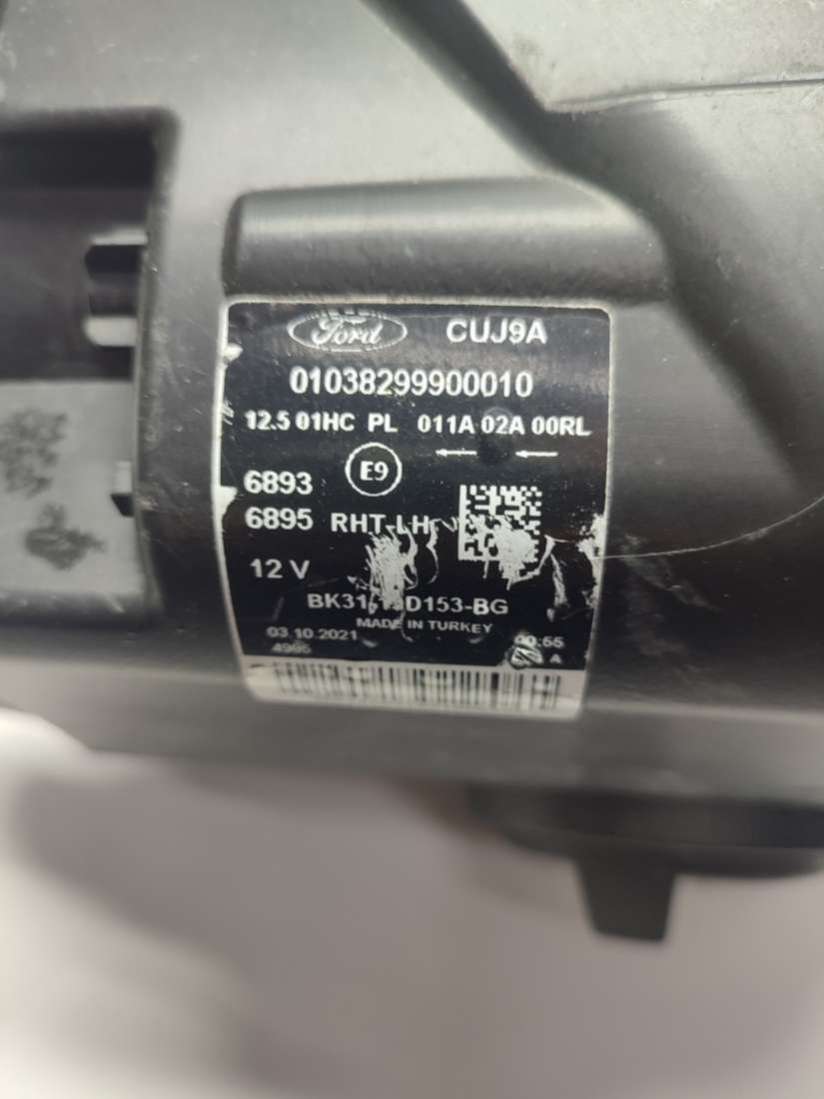 Ford CUJ9A
01038299900010
12.5 01HC PL 011A 02A 00RL
E9
6893
6895 RHT-LH
12 V
MADE IN TURKEY
03.10.2021
A